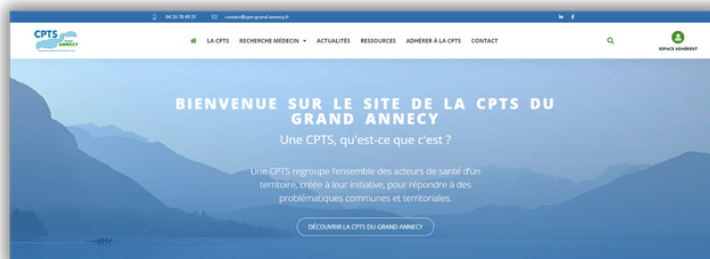 04 26 78 49 31 contact@cpts-grand-annecy.fr
CPTS
ANNECY
LA CPTS RECHERCHE MÉDECIN ACTUALITÉS RESSOURCES ADHÉRER À LA CPTS CONTACT
ESPACE ADHÉRENT
BIENVENUE SUR LE SITE DE LA CPTS DU
GRAND ANNECY
Une CPTS, qu'est-ce que c'est ?
Une CPTS regroupe l'ensemble des acteurs de santé d'un
territoire, créée à leur initiative, pour répondre à des
problématiques communes et territoriales.
DÉCOUVRIR LA CPTS DU GRAND ANNECY